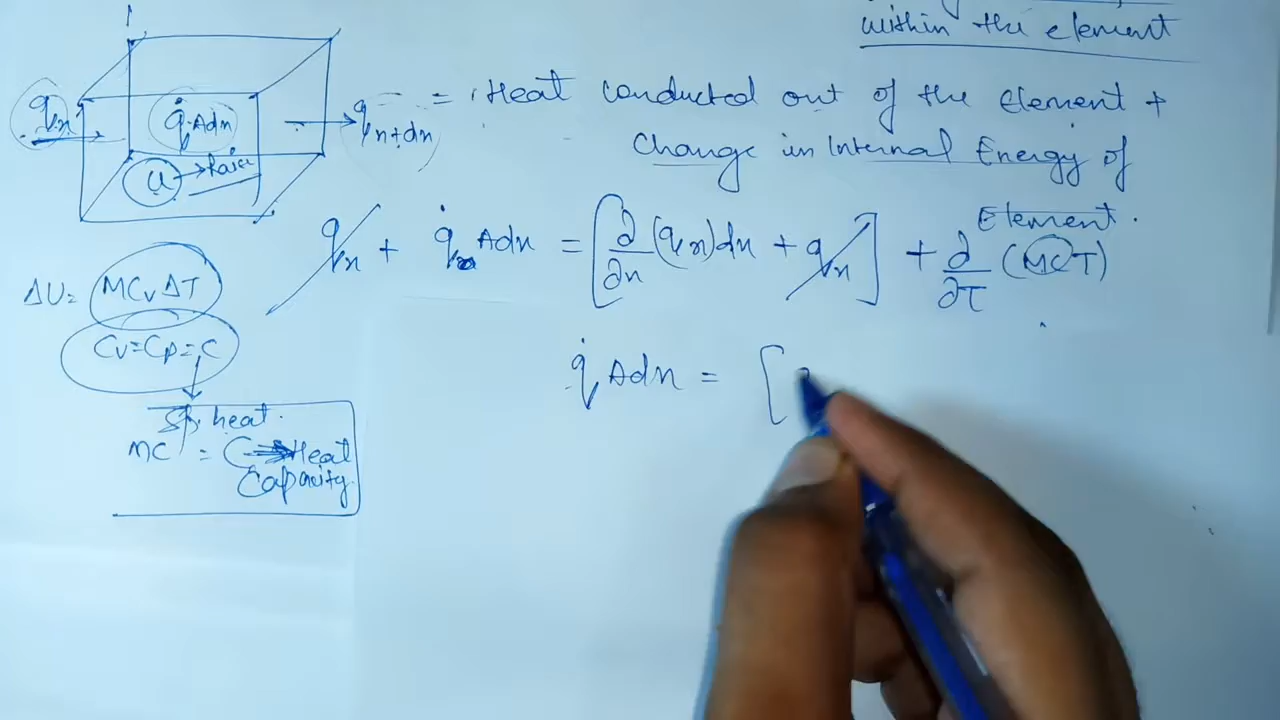 within the element
qx
q̇ Adx
qx+dx
= Heat conducted out of the Element +
u → Raise
Change in Internal Energy of
Element.
qx + q̇ Adx = [∂/∂x (qx) dx + qx] + ∂/∂τ (MCT)
ΔU = MCvΔT
Cv = Cp = C
q̇ Adx = [
Sp. heat.
MC = C → Heat
Capacity